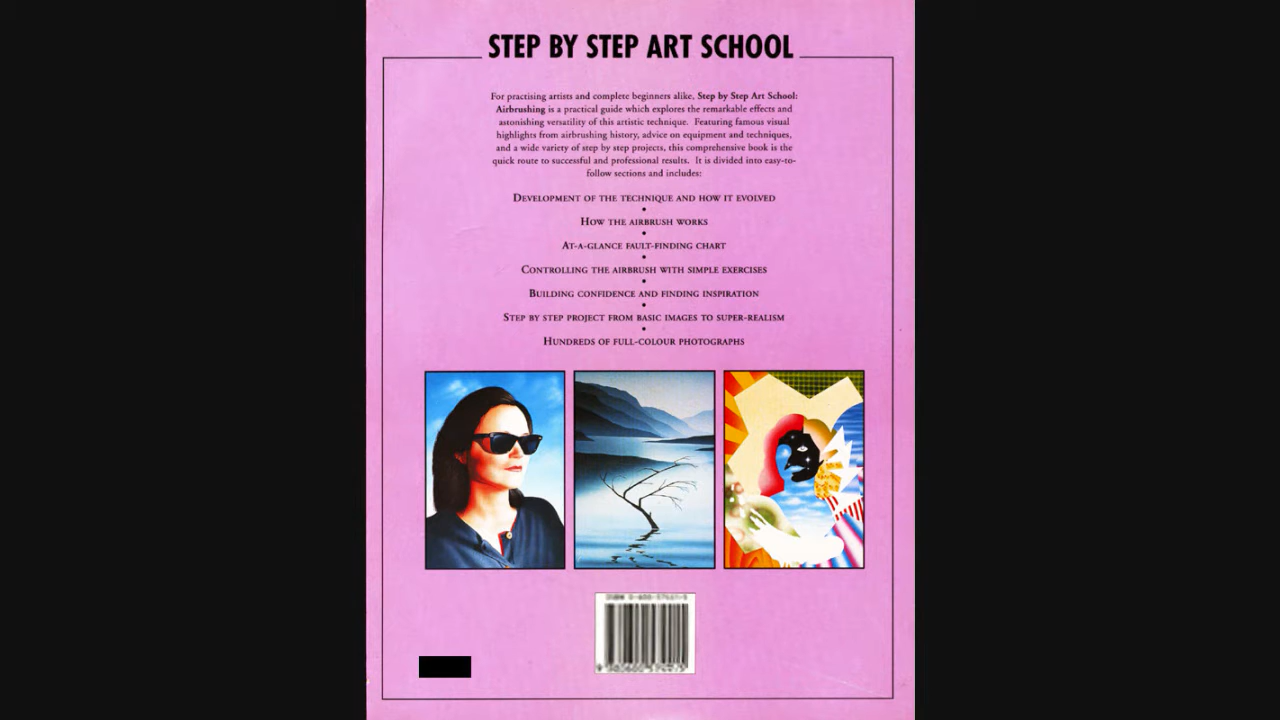 STEP BY STEP ART SCHOOL
For practising artists and complete beginners alike, Step by Step Art School:
Airbrushing is a practical guide which explores the remarkable effects and
astonishing versatility of this artistic technique. Featuring famous visual
highlights from airbrushing history, advice on equipment and techniques,
and a wide variety of step by step projects, this comprehensive book is the
quick route to successful and professional results. It is divided into easy-to-
follow sections and includes:
DEVELOPMENT OF THE TECHNIQUE AND HOW IT EVOLVED
•
HOW THE AIRBRUSH WORKS
•
AT-A-GLANCE FAULT-FINDING CHART
•
CONTROLLING THE AIRBRUSH WITH SIMPLE EXERCISES
•
BUILDING CONFIDENCE AND FINDING INSPIRATION
•
STEP BY STEP PROJECT FROM BASIC IMAGES TO SUPER-REALISM
•
HUNDREDS OF FULL-COLOUR PHOTOGRAPHS
ISBN